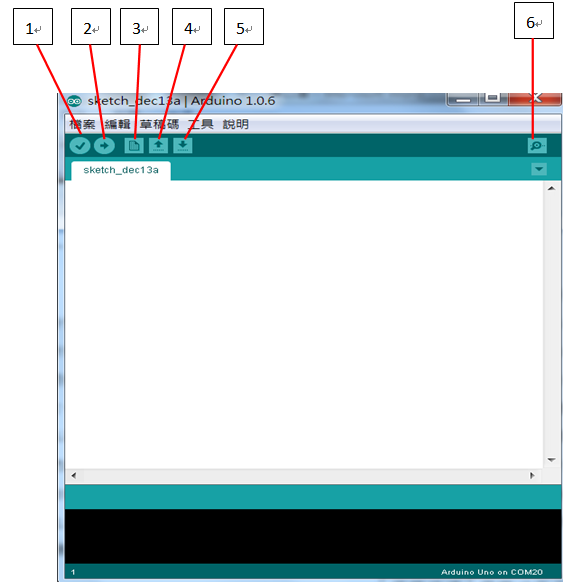 1↵ 2↵ 3↵ 4↵ 5↵ 6↵
sketch_dec13a | Arduino 1.0.6
檔案 編輯 草稿碼 工具 說明
sketch_dec13a
1 Arduino Uno on COM20